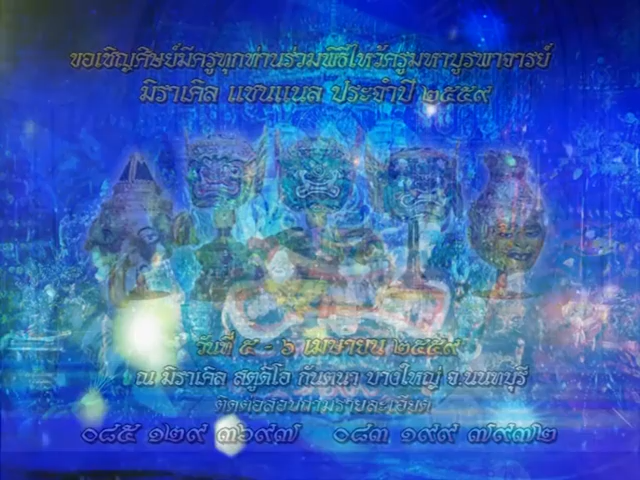 ขอเชิญศิษย์มีครูทุกท่านร่วมพิธีไหว้ครูมหาบูรพาจารย์
มิราเคิล แชนแนล ประจำปี ๒๕๕๙
วันที่ ๕ - ๖ เมษายน ๒๕๕๙
ณ มิราเคิล สตูดิโอ กันตนา บางใหญ่ จ.นนทบุรี
ติดต่อสอบถามรายละเอียด
๐๘๕ ๑๒๙ ๓๖๙๗ ๐๘๓ ๑๙๙ ๗๙๗๒